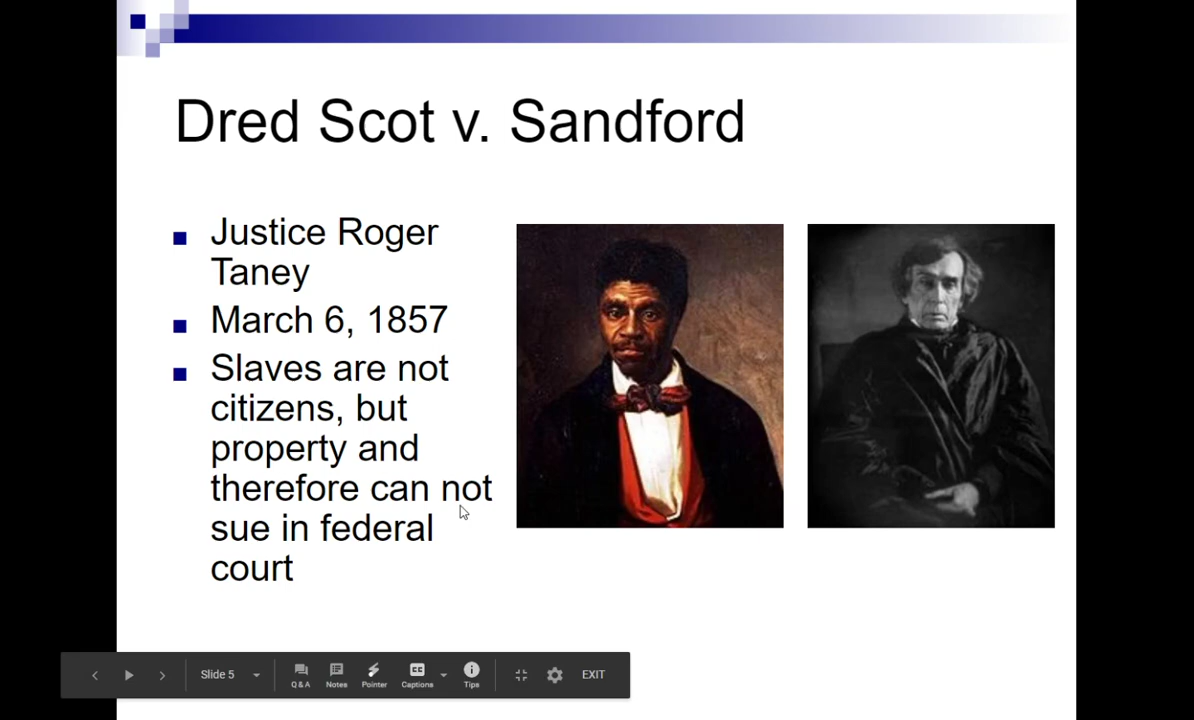 Dred Scot v. Sandford
Justice Roger
Taney
March 6, 1857
Slaves are not
citizens, but
property and
therefore can not
sue in federal
court
Slide 5
Q&A
Notes
Pointer
CC
Captions
Tips
EXIT